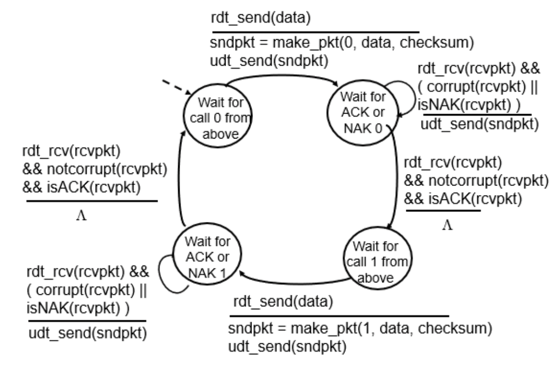 rdt_send(data)
sndpkt = make_pkt(0, data, checksum)
udt_send(sndpkt)
Wait for
call 0 from
above
Wait for
ACK or
NAK 0
rdt_rcv(rcvpkt) &&
( corrupt(rcvpkt) ||
isNAK(rcvpkt) )
udt_send(sndpkt)
rdt_rcv(rcvpkt)
&& notcorrupt(rcvpkt)
&& isACK(rcvpkt)
Λ
rdt_rcv(rcvpkt)
&& notcorrupt(rcvpkt)
&& isACK(rcvpkt)
Λ
Wait for
ACK or
NAK 1
Wait for
call 1 from
above
rdt_rcv(rcvpkt) &&
( corrupt(rcvpkt) ||
isNAK(rcvpkt) )
udt_send(sndpkt)
rdt_send(data)
sndpkt = make_pkt(1, data, checksum)
udt_send(sndpkt)